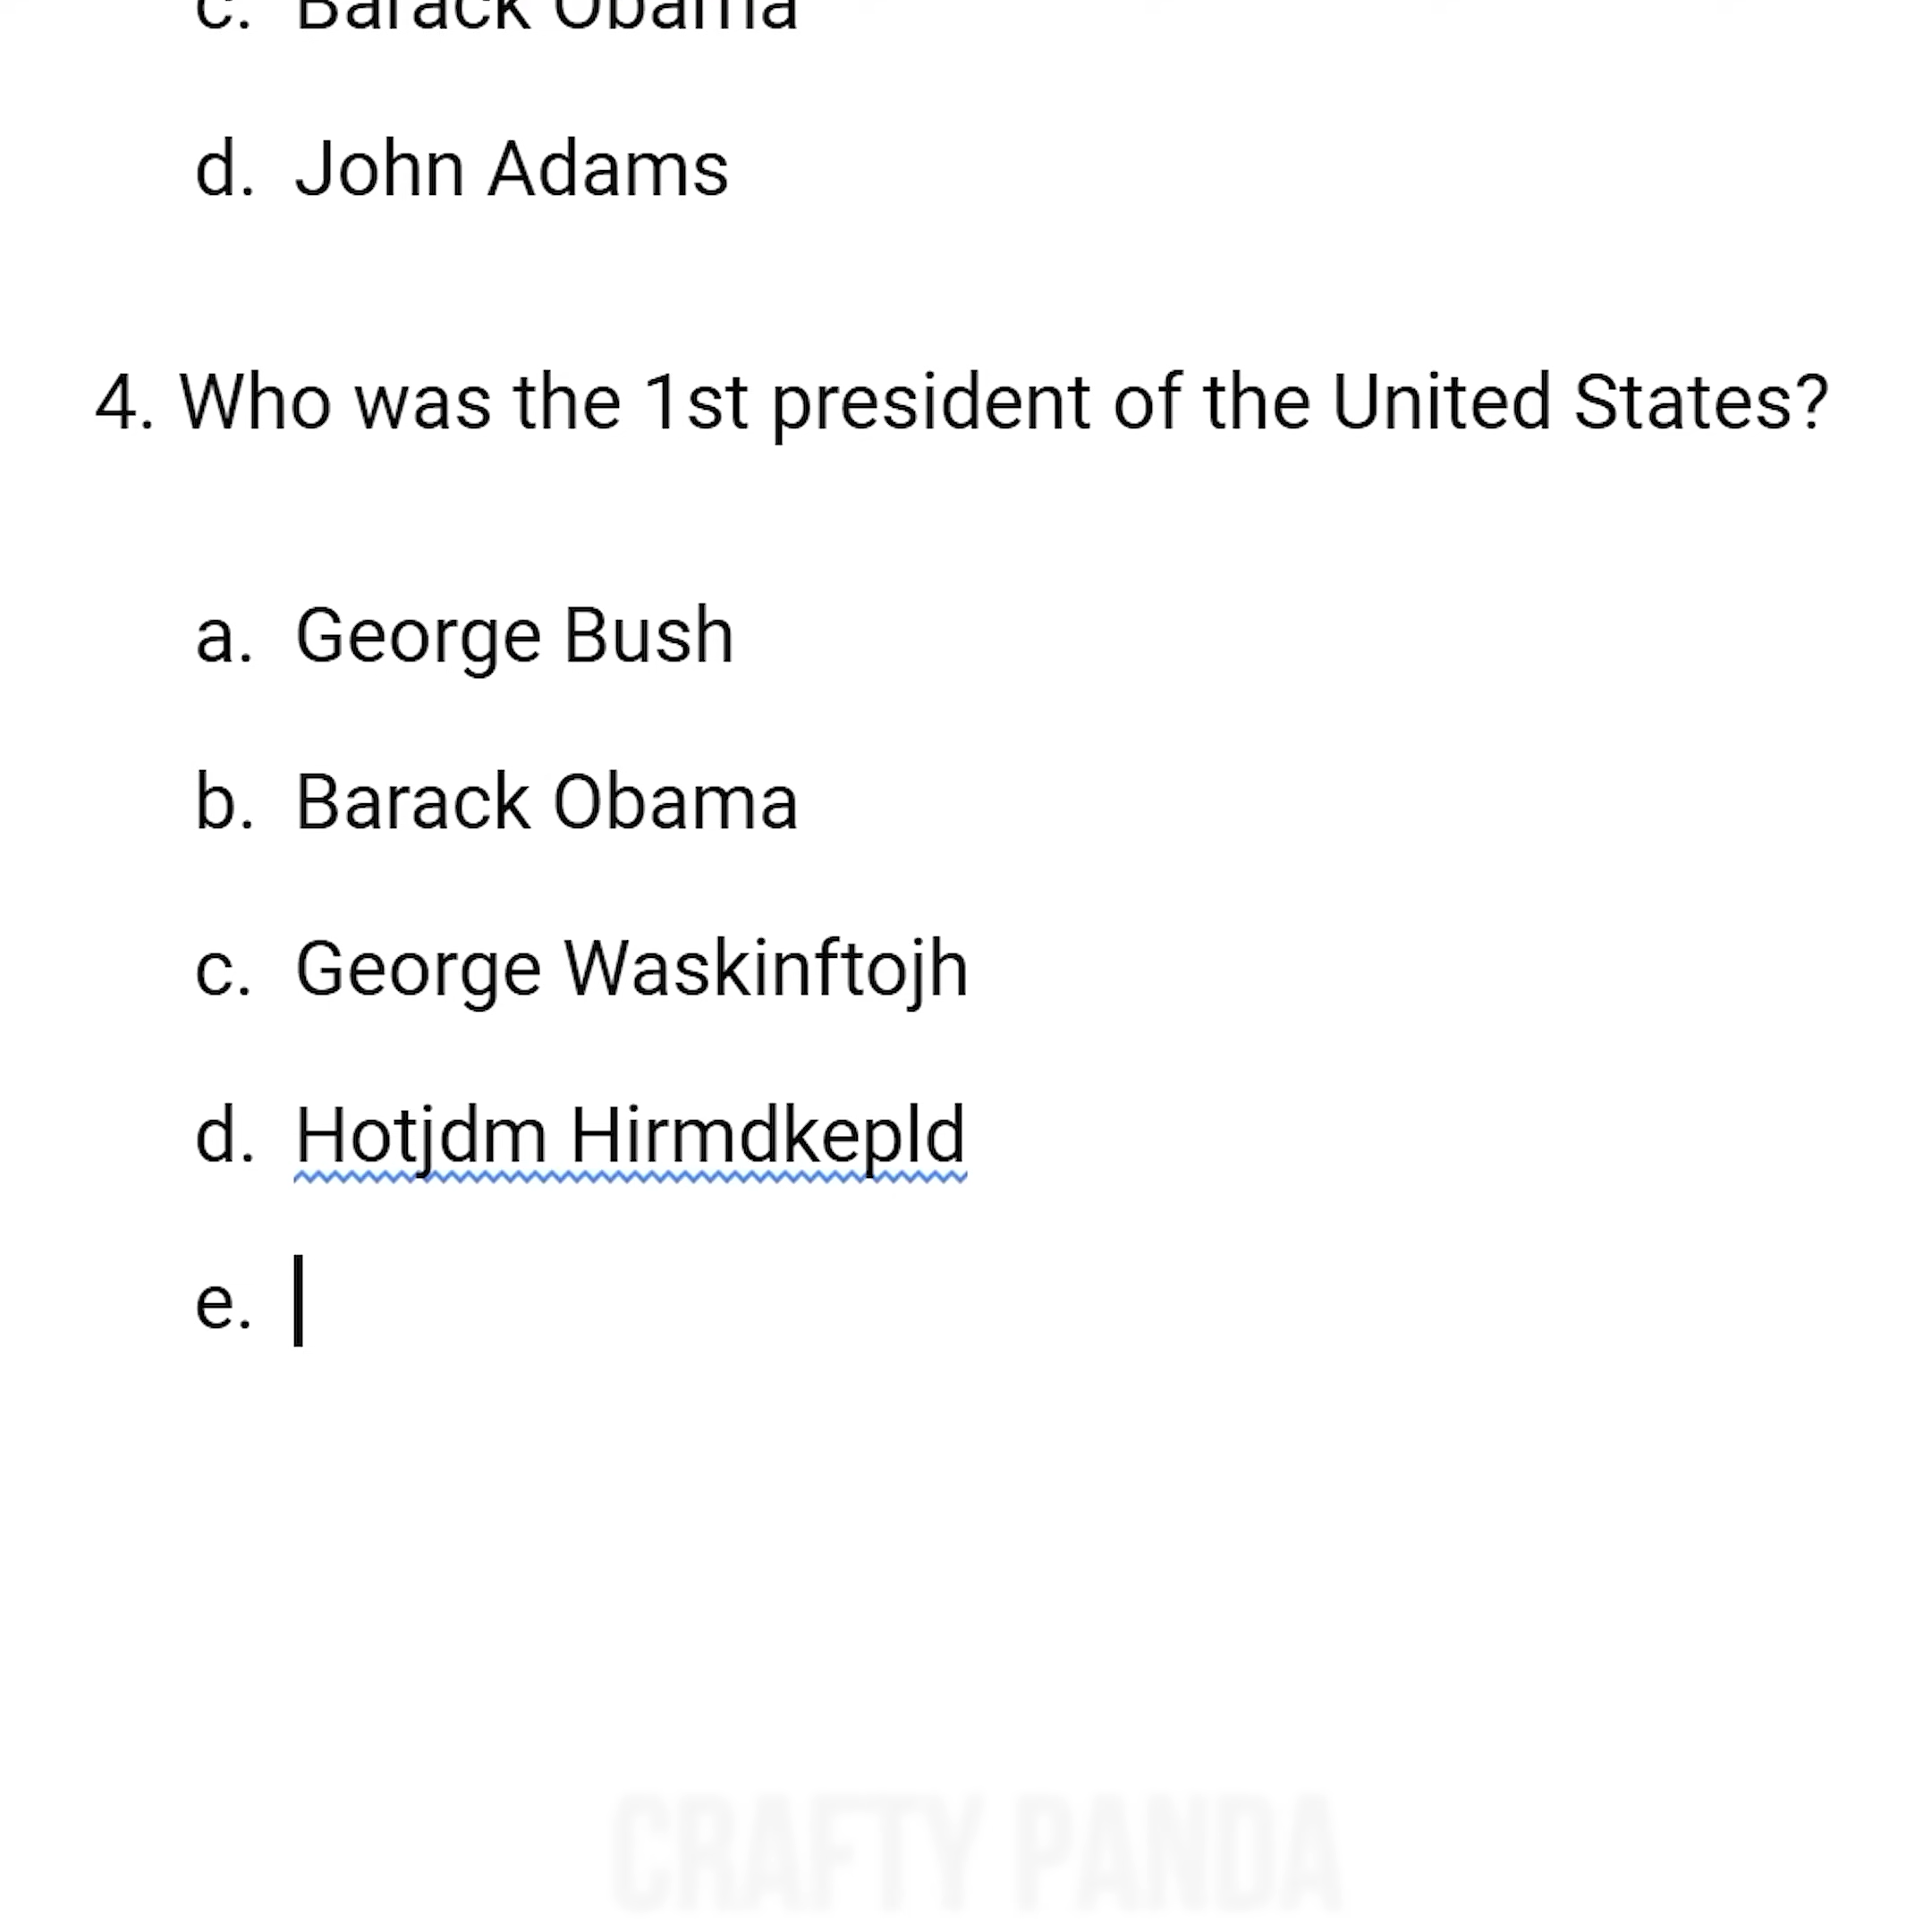 c. Barack Obama
d. John Adams
4. Who was the 1st president of the United States?
a. George Bush
b. Barack Obama
c. George Waskinftojh
d. Hotjdm Hirmdkepld
e.
CRAFTY PANDA